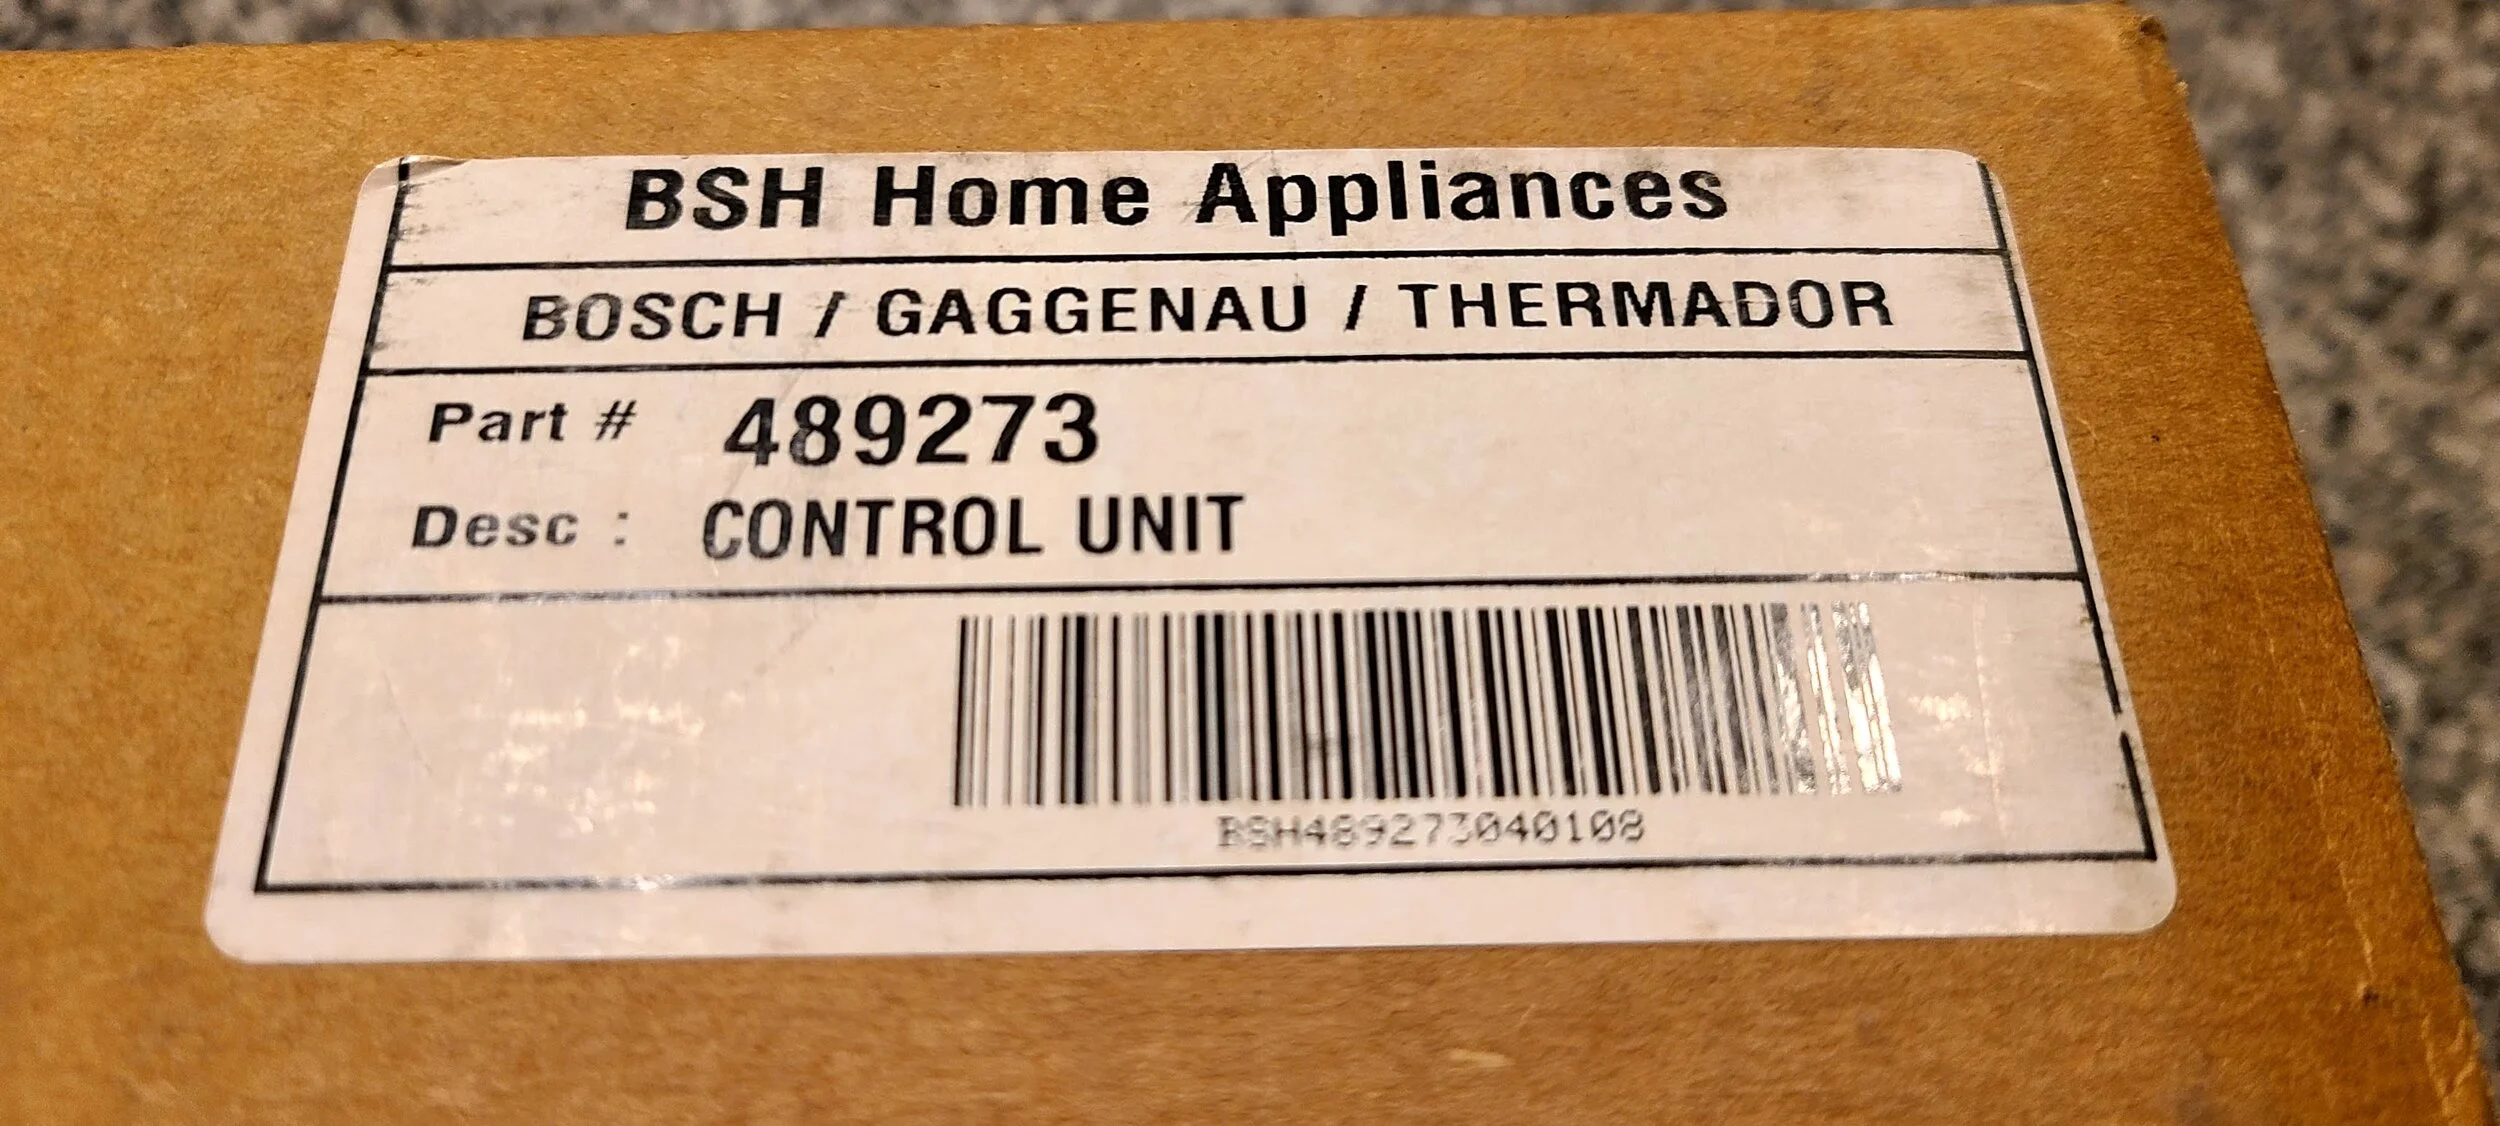 BSH Home Appliances
BOSCH / GAGGENAU / THERMADOR
Part # 489273
Desc : CONTROL UNIT
BSH489273040108